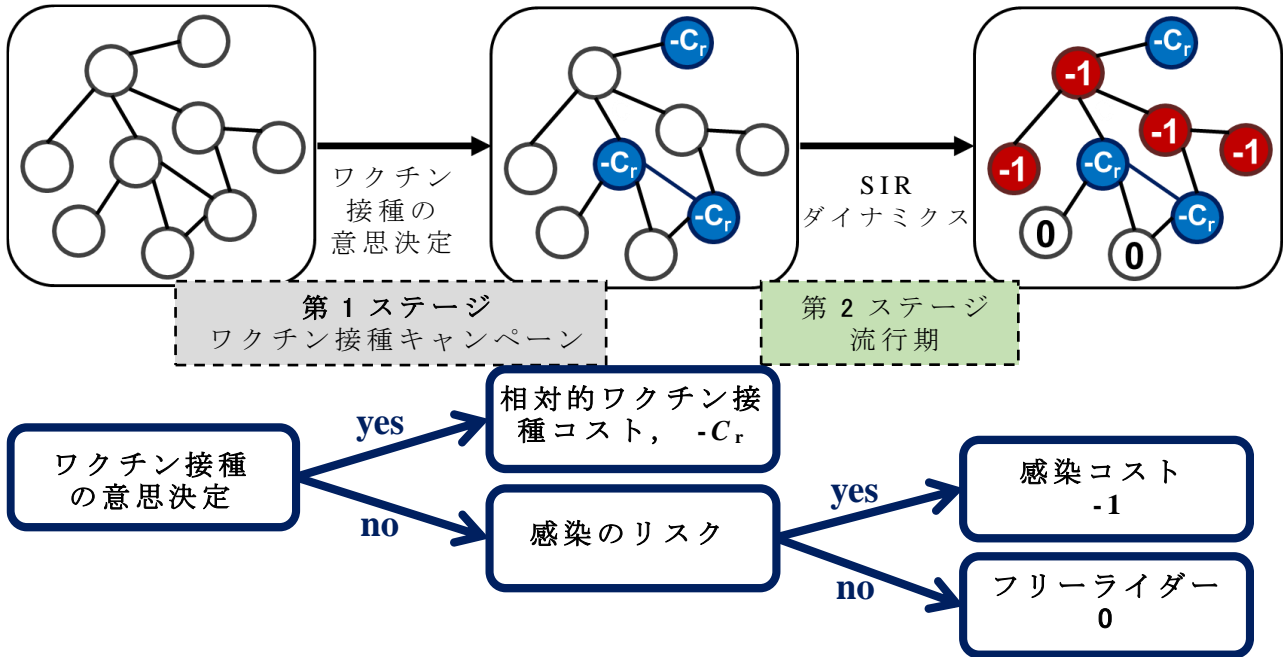 -Cr
-Cr
-Cr
-1
-Cr
-1
-1
-1
-Cr
-Cr
0
0
ワクチン
接種の
意思決定
SIR
ダイナミクス
第1ステージ
ワクチン接種キャンペーン
第2ステージ
流行期
ワクチン接種
の意思決定
yes
no
相対的ワクチン接
種コスト, -Cr
感染のリスク
yes
no
感染コスト
-1
フリーライダー
0